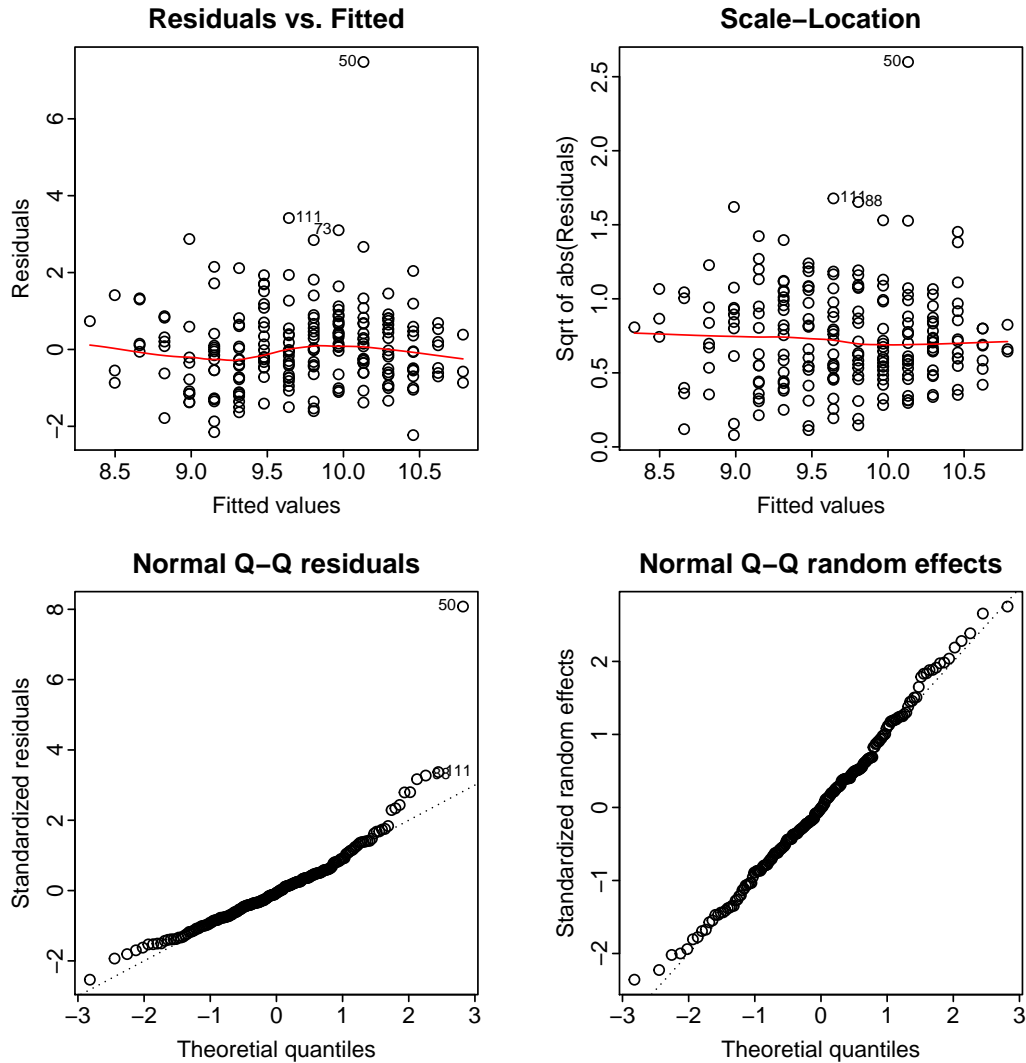 Residuals vs. Fitted
Residuals
6
4
2
0
−2
50
111
73
8.5 9.0 9.5 10.0 10.5
Fitted values
Scale−Location
Sqrt of abs(Residuals)
2.5
2.0
1.5
1.0
0.5
0.0
50
111
88
8.5 9.0 9.5 10.0 10.5
Fitted values
Normal Q−Q residuals
Standardized residuals
8
6
4
2
0
−2
50
111
−3 −2 −1 0 1 2 3
Theoretial quantiles
Normal Q−Q random effects
Standardized random effects
2
1
0
−1
−2
−3 −2 −1 0 1 2 3
Theoretial quantiles